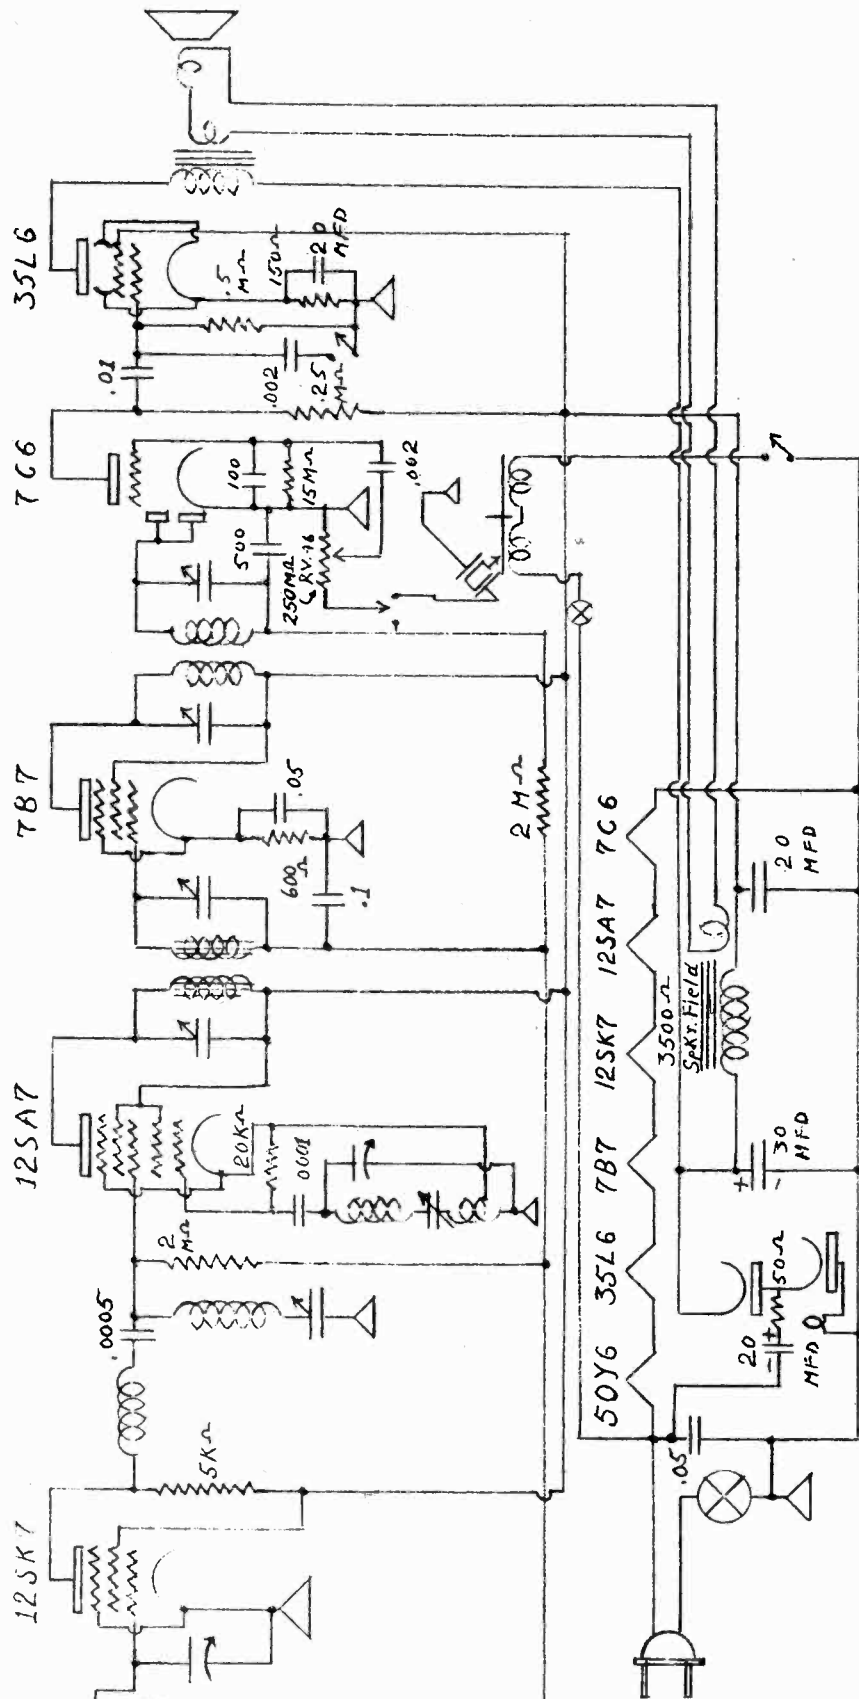 35L6
7C6
7B7
12SA7
12SK7
.5
MΩ
150Ω
20
MFD
.01
.002
.25
MΩ
100
15MΩ
.002
500
250MΩ
RV.46
.05
600Ω
.1
2 MΩ
20KΩ
.0001
2
MΩ
.0005
5KΩ
50Y6
35L6
7B7
12SK7
12SA7
7C6
3500Ω
Spkr. Field
20
MFD
+
-
30
MFD
50Ω
+
-
20
MFD
.05